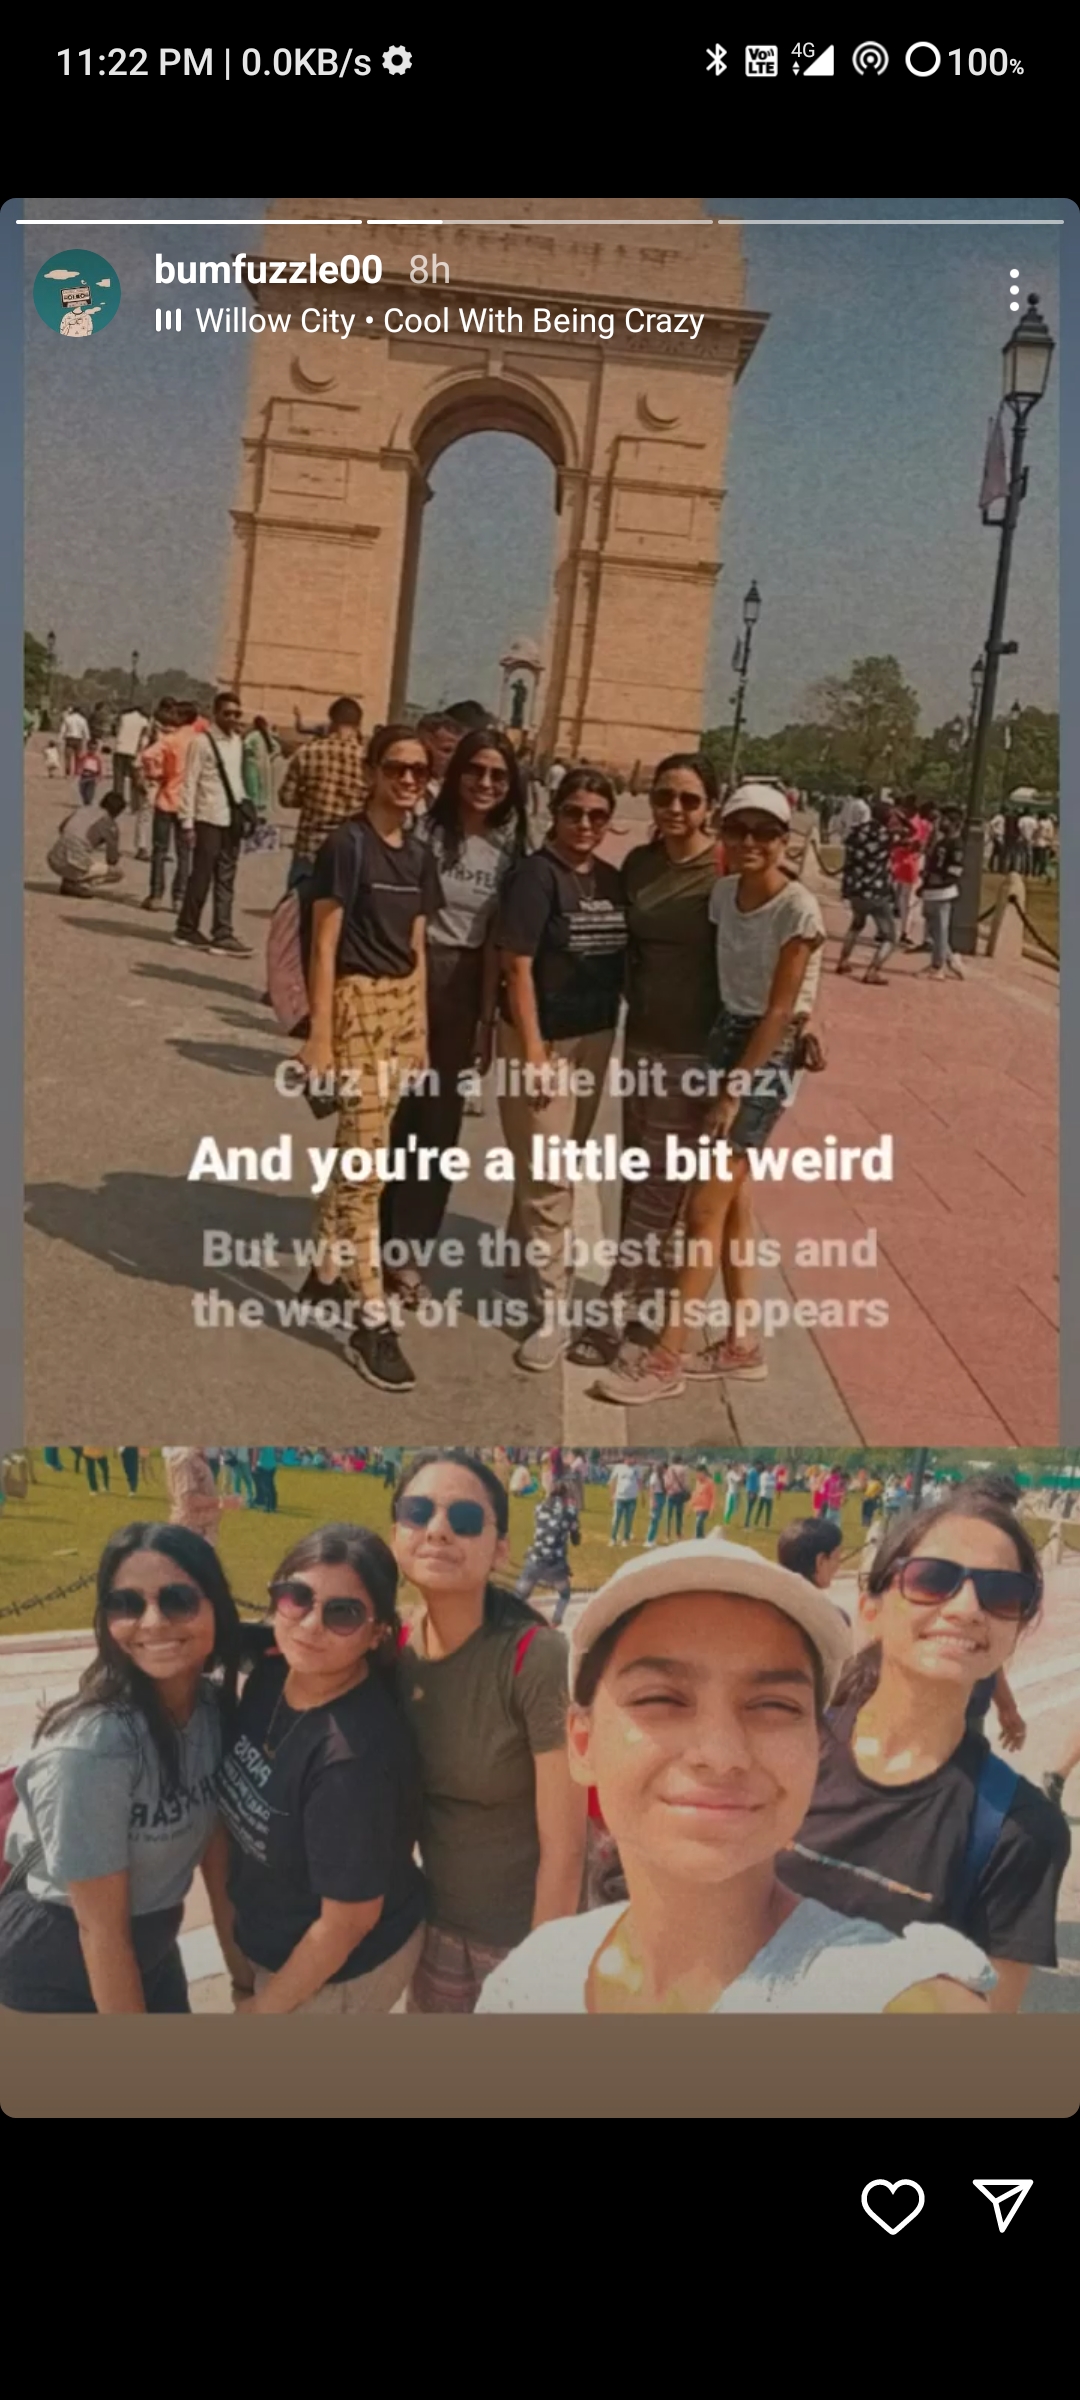 11:22 PM | 0.0KB/s
Vo)) LTE 4G 100%
bumfuzzle00 8h
Willow City • Cool With Being Crazy
Cuz I'm a little bit crazy
And you're a little bit weird
But we love the best in us and
the worst of us just disappears
PARIS